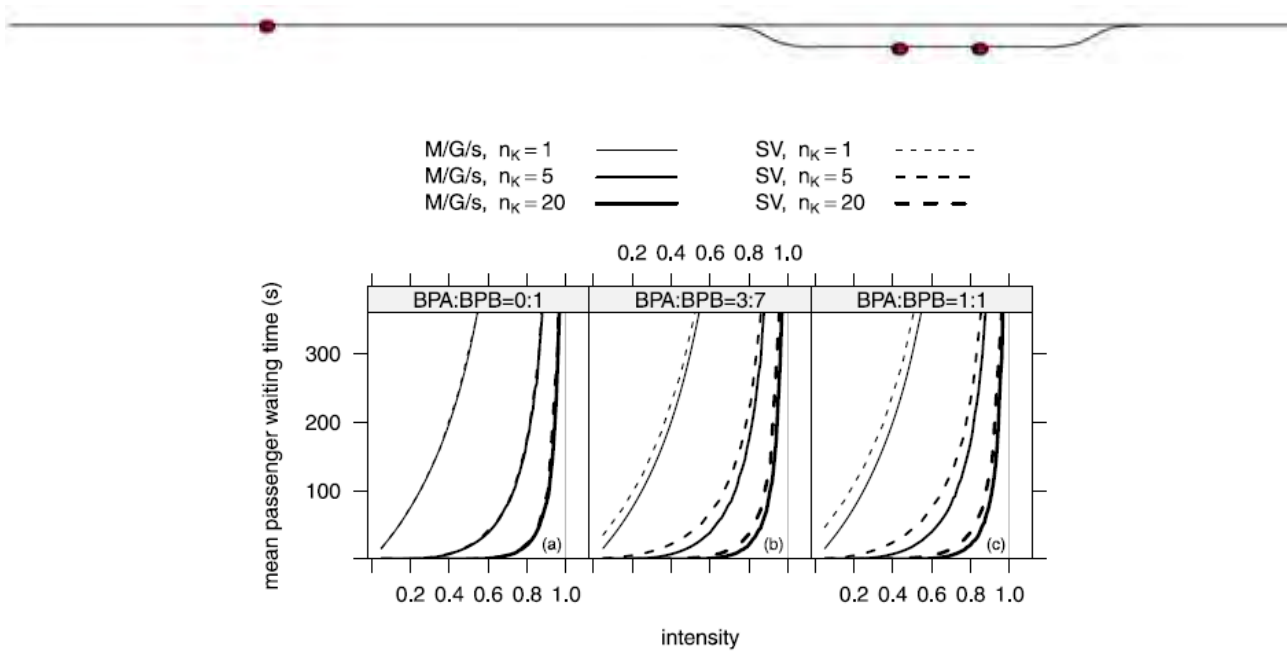 M/G/s, n_K = 1
SV, n_K = 1
M/G/s, n_K = 5
SV, n_K = 5
M/G/s, n_K = 20
SV, n_K = 20
0.2 0.4 0.6 0.8 1.0
BPA:BPB=0:1
BPA:BPB=3:7
BPA:BPB=1:1
mean passenger waiting time (s)
300
200
100
(a)
(b)
(c)
0.2 0.4 0.6 0.8 1.0
0.2 0.4 0.6 0.8 1.0
intensity